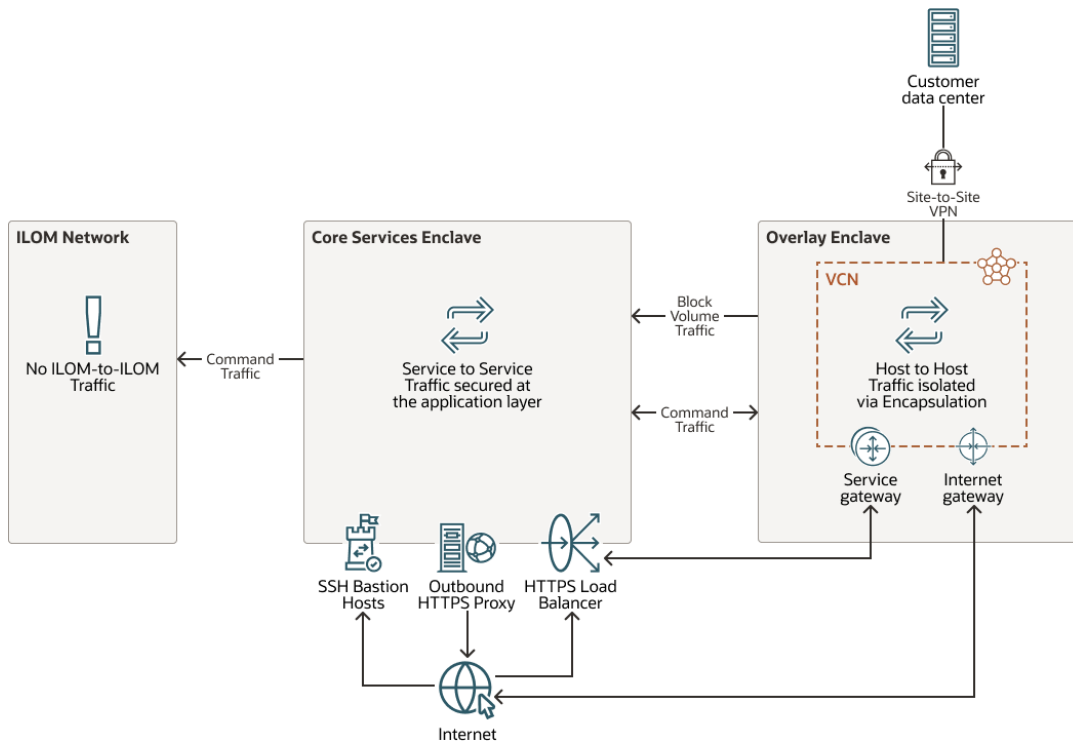 Customer
data center
Site-to-Site
VPN
ILOM Network
No ILOM-to-ILOM
Traffic
Command
Traffic
Core Services Enclave
Service to Service
Traffic secured at
the application layer
Block
Volume
Traffic
Command
Traffic
Overlay Enclave
VCN
Host to Host
Traffic isolated
via Encapsulation
Service
gateway
Internet
gateway
SSH Bastion
Hosts
Outbound
HTTPS Proxy
HTTPS Load
Balancer
Internet